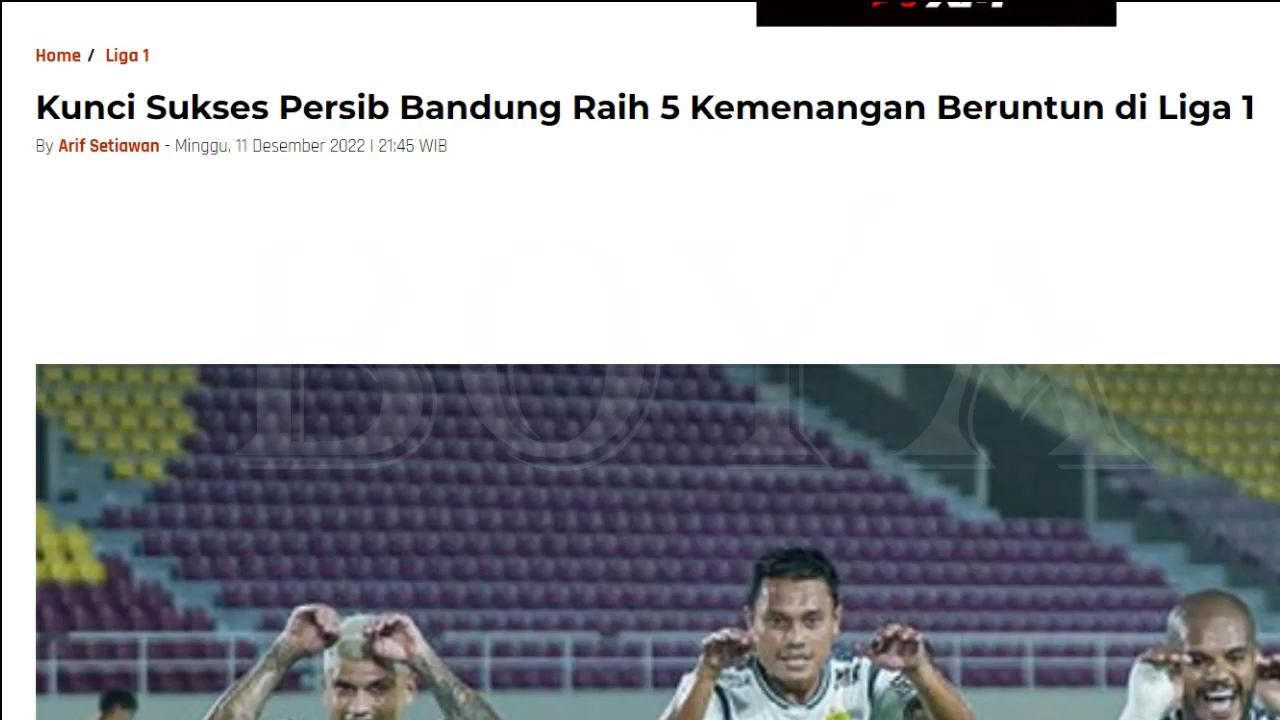 Home / Liga 1
Kunci Sukses Persib Bandung Raih 5 Kemenangan Beruntun di Liga 1
By Arif Setiawan - Minggu, 11 Desember 2022 | 21:45 WIB
BOYA